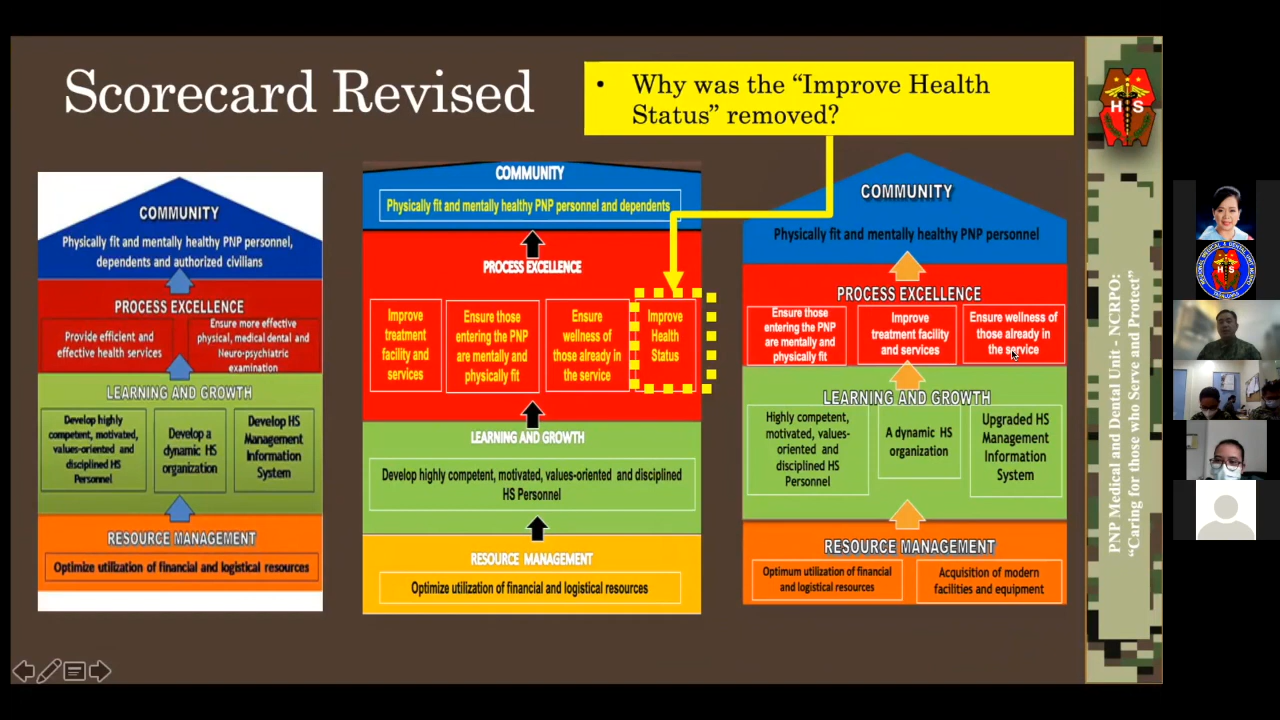 Scorecard Revised
• Why was the “Improve Health
Status” removed?
COMMUNITY
Physically fit and mentally healthy PNP personnel,
dependents and authorized civilians
PROCESS EXCELLENCE
Provide efficient and
effective health services
Ensure more effective
physical, medical dental and
Neuro-psychiatric
examination
LEARNING AND GROWTH
Develop highly
competent, motivated,
values-oriented and
disciplined HS
Personnel
Develop a
dynamic HS
organization
Develop HS
Management
Information
System
RESOURCE MANAGEMENT
Optimize utilization of financial and logistical resources
COMMUNITY
Physically fit and mentally healthy PNP personnel and dependents
PROCESS EXCELLENCE
Improve
treatment
facility and
services
Ensure those
entering the PNP
are mentally and
physically fit
Ensure
wellness of
those already in
the service
Improve
Health
Status
LEARNING AND GROWTH
Develop highly competent, motivated, values-oriented and disciplined
HS Personnel
RESOURCE MANAGEMENT
Optimize utilization of financial and logistical resources
COMMUNITY
Physically fit and mentally healthy PNP personnel
PROCESS EXCELLENCE
Ensure those
entering the PNP
are mentally and
physically fit
Improve
treatment facility
and services
Ensure wellness of
those already in
the service
LEARNING AND GROWTH
Highly competent,
motivated, values-
oriented and
disciplined HS
Personnel
A dynamic HS
organization
Upgraded HS
Management
Information
System
RESOURCE MANAGEMENT
Optimum utilization of financial
and logistical resources
Acquisition of modern
facilities and equipment
H S
PNP Medical and Dental Unit - NCRPO:
“Caring for those who Serve and Protect”